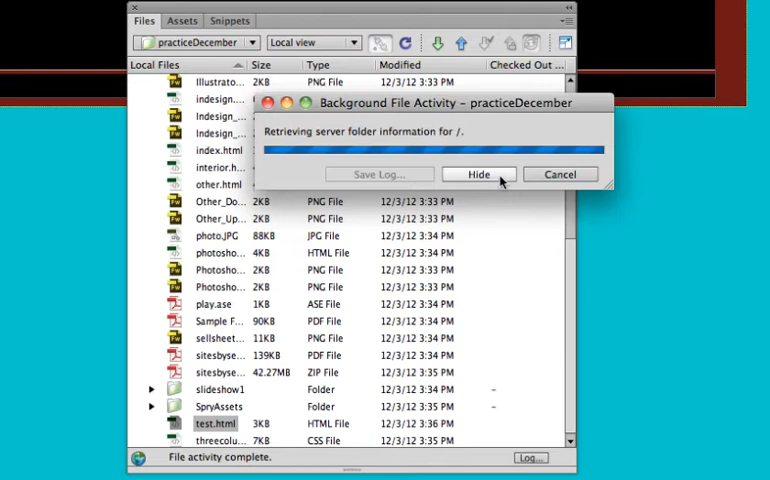 Files Assets Snippets
practiceDecember Local view
Local Files Size Type Modified Checked Out ...
Illustrato... 2KB PNG File 12/3/12 3:33 PM
indesign....
Background File Activity – practiceDecember
Indesign_...
Retrieving server folder information for /.
Indesign_...
index.html
interior.h...
Save Log... Hide Cancel
other.html
Other_Do... 2KB PNG File 12/3/12 3:33 PM
Other_Up... 2KB PNG File 12/3/12 3:33 PM
photo.JPG 88KB JPG File 12/3/12 3:34 PM
photosho... 4KB HTML File 12/3/12 3:34 PM
Photosho... 2KB PNG File 12/3/12 3:33 PM
Photosho... 2KB PNG File 12/3/12 3:33 PM
play.ase 1KB ASE File 12/3/12 3:34 PM
Sample F... 90KB PDF File 12/3/12 3:34 PM
sellsheet... 11KB PNG File 12/3/12 3:34 PM
sitesbyse... 139KB PDF File 12/3/12 3:34 PM
sitesbyse... 42.27MB ZIP File 12/3/12 3:35 PM
slideshow1 Folder 12/3/12 3:34 PM –
SpryAssets Folder 12/3/12 3:35 PM –
test.html 3KB HTML File 12/3/12 3:36 PM
threecolu... 7KB CSS File 12/3/12 3:35 PM
File activity complete. Log...